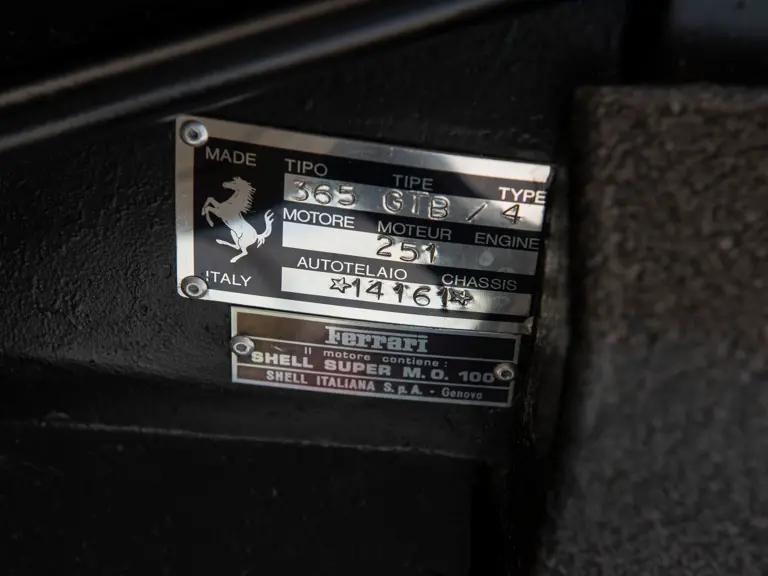 MADE
TIPO TIPE TYPE
365 GTB / 4
MOTORE MOTEUR ENGINE
251
ITALY
AUTOTELAIO CHASSIS
☆14161☆
Ferrari
Il motore contiene:
SHELL SUPER M. O. 100
SHELL ITALIANA S.p.A. - Genova